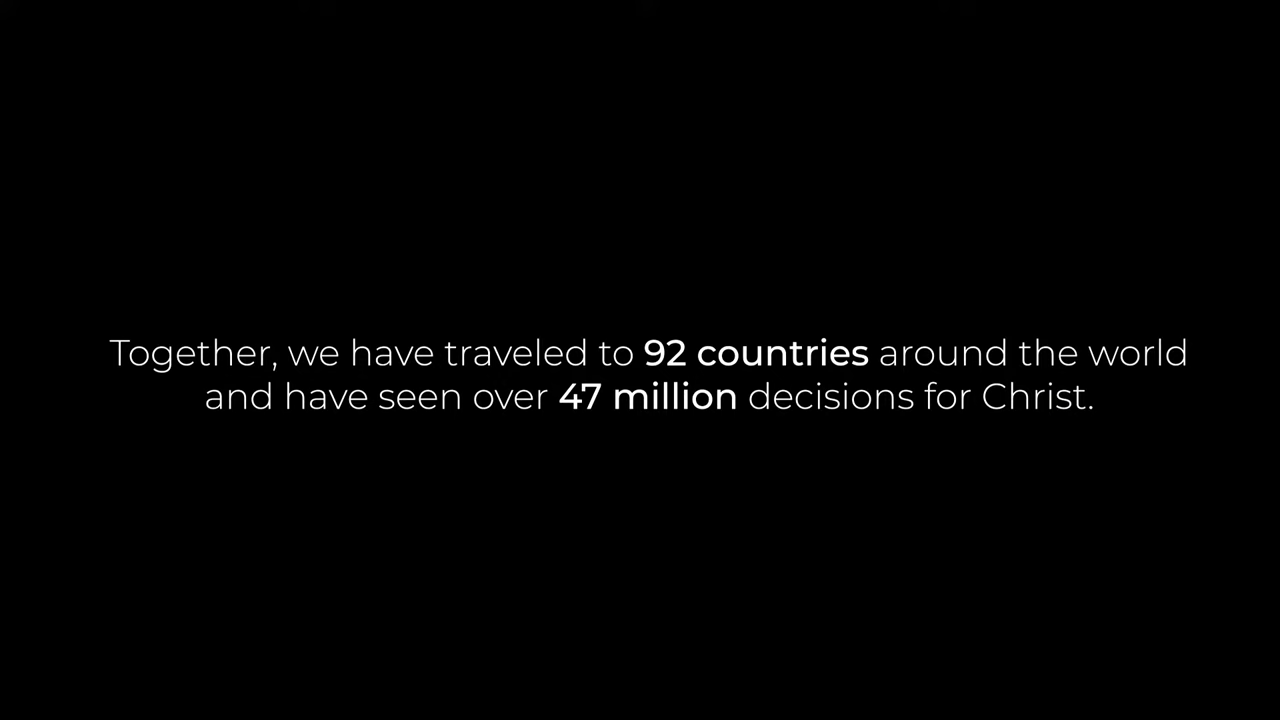 Together, we have traveled to 92 countries around the world
and have seen over 47 million decisions for Christ.